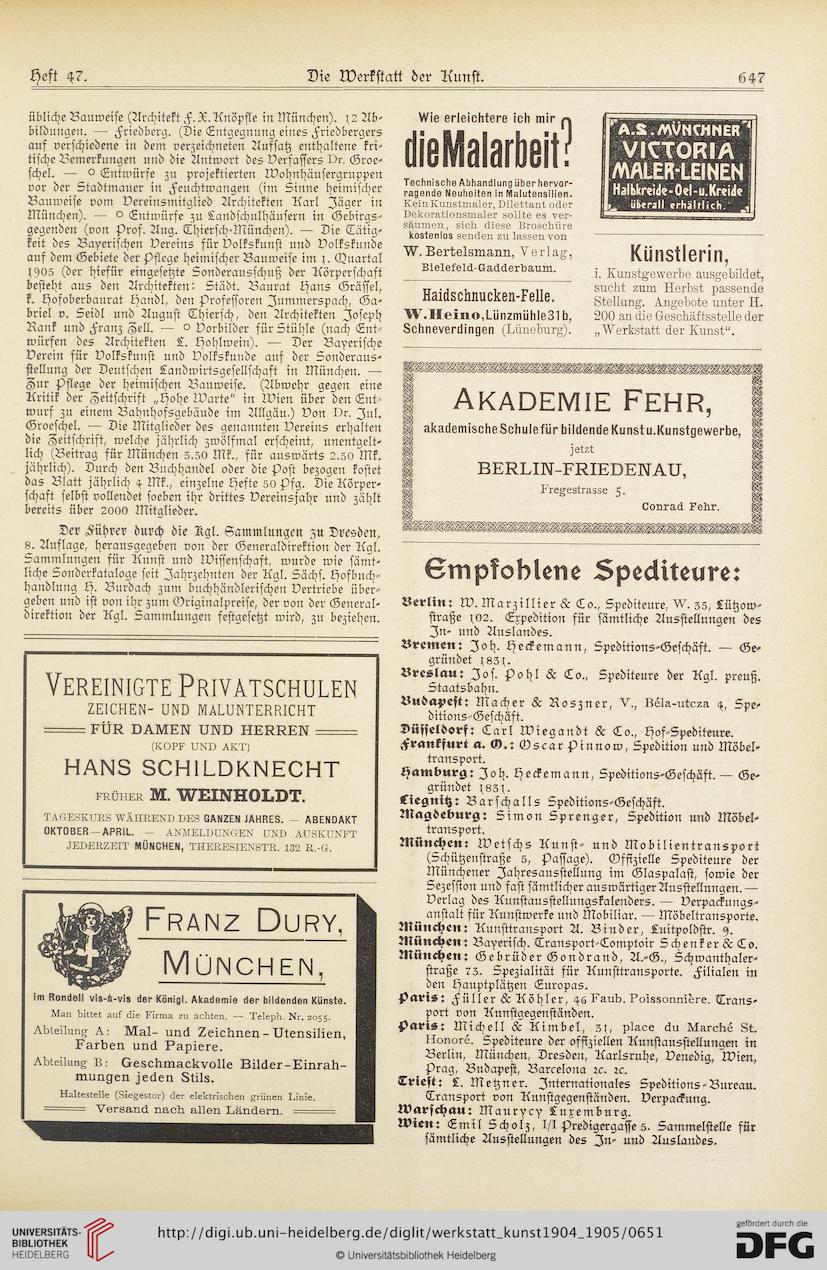 Heft 47.
Die Werkstatt der Kunst.
647
übliche Bauweise (Architekt F. X. Knöpfle in München). 12 Ab-
bildungen. — Friedberg. (Die Entgegnung eines Friedbergers
auf verschiedene in dem verzeichneten Aufsatz enthaltene kri-
tische Bemerkungen und die Antwort des Verfassers Dr. Groe-
schel. — ° Entwürfe zu projektierten Wohnhäusergruppen
vor der Stadtmauer in Feuchtwangen (im Sinne heimischer
Bauweise vom Vereinsmitglied Architekten Karl Jäger in
München). — ° Entwürfe zu Landschulhäusern in Gebirgs-
gegenden (von Prof. Aug. Thiersch-München). — Die Tätig-
keit des Bayerischen Vereins für Volkskunst und Volkskunde
auf dem Gebiete der Pflege heimischer Bauweise im 1. Quartal
1905 (der hiefür eingesetzte Sonderausschuß der Körperschaft
besteht aus den Architekten: Städt. Baurat Hans Grässel,
k. Hofoberbaurat Handl, den Professoren Jummerspach, Ga-
briel v. Seidl und August Thiersch, den Architekten Joseph
Rank und Franz Zell. — ° Vorbilder für Stühle (nach Ent-
würfen des Architekten L. Hohlwein). — Der Bayerische
Verein für Volkskunst und Volkskunde auf der Sonderaus-
stellung der Deutschen Landwirtsgesellschaft in München. —
Zur Pflege der heimischen Bauweise. (Abwehr gegen eine
Kritik der Zeitschrift „Hohe Warte“ in Wien über den Ent-
wurf zu einem Bahnhofsgebäude im Allgäu.) Von Dr. Jul.
Groeschel. — Die Mitglieder des genannten Vereins erhalten
die Zeitschrift, welche jährlich zwölfmal erscheint, unentgelt-
lich (Beitrag für München 3.50 Mk., für auswärts 2.50 Mk.
jährlich). Durch den Buchhandel oder die Post bezogen kostet
das Blatt jährlich 4 Mk., einzelne Hefte 50 Pfg. Die Körper-
schaft selbst vollendet soeben ihr drittes Vereinsjahr und zählt
bereits über 2000 Mitglieder.
Der Führer durch die Kgl. Sammlungen zu Dresden,
8. Auflage, herausgegeben von der Generaldirektion der Kgl.
Sammlungen für Kunst und Wissenschaft, wurde wie sämt-
liche Sonderkataloge seit Jahrzehnten der Kgl. Sächs. Hofbuch-
handlung H. Burdach zum buchhändlerischen Vertriebe über-
geben und ist von ihr zum Originalpreise, der von der General-
direktion der Kgl. Sammlungen festgesetzt wird, zu beziehen.
VEREINIGTE PRIVATSCHULEN
ZEICHEN- UND MALUNTERRICHT
FÜR DAMEN UND HERREN
(KOPF UND AKT)
HANS SCHILDKNECHT
FRÜHER M. WEINHOLDT.
TAGESKURS WÄHREND DES GANZEN JAHRES. — ABENDAKT
OKTOBER—APRIL. — ANMELDUNGEN UND AUSKUNFT
JEDERZEIT MÜNCHEN, THERESIENSTR. 132 R.-G.
FRANZ DURY,
MÜNCHEN,
im Rondell vis-à-vis der Königl. Akademie der bildenden Künste.
Man bittet auf die Firma zu achten. — Teleph. Nr. 2055.
Abteilung A: Mal- und Zeichnen-Utensilien,
Farben und Papiere.
Abteilung B: Geschmackvolle Bilder-Einrah-
mungen jeden Stils.
Haltestelle (Siegestor) der elektrischen grünen Linie.
Versand nach allen Ländern.
Wie erleichtere ich mir
die Malarbeit?
Technische Abhandlung über hervor-
ragende Neuheiten in Malutensilien.
Kein Kunstmaler, Dilettant oder
Dekorationsmaler sollte es ver-
säumen, sich diese Broschüre
kostenlos senden zu lassen von
W. Bertelsmann, Verlag,
Bielefeld-Gadderbaum.
Haidschnucken-Felle.
W. Heino, Lünzmühle 31 b,
Schneverdingen (Lüneburg).
A.S. MÜNCHNER
VICTORIA
MALER-LEINEN
Halbkreide-Oel-u.Kreide
überall erhältlich.
Künstlerin,
i. Kunstgewerbe ausgebildet,
sucht zum Herbst passende
Stellung. Angebote unter H.
200 an die Geschäftsstelle der
„Werkstatt der Kunst“.
AKADEMIE FEHR,
akademische Schule für bildende Kunst u. Kunstgewerbe,
jetzt
BERLIN-FRIEDENAU,
Fregestrasse 5.
Conrad Fehr.
Empfohlene Spediteure:
Berlin: W. Marzillier & Co., Spediteure, W. 35, Lützow-
straße 102. Expedition für sämtliche Ausstellungen des
In- und Auslandes.
Bremen: Joh. Heckemann, Speditions-Geschäft. — Ge-
gründet 1831.
Breslau: Jos. Pohl & Co., Spediteure der Kgl. preuß.
Staatsbahn.
Budapest: Macher & Roszner, V., Béla-utcza 4, Spe-
ditions-Geschäft.
Düsseldorf: Carl Wiegandt & Co., Hof-Spediteure.
Frankfurt a. O.: Oscar Pinnow, Spedition und Möbel-
transport.
Hamburg: Joh. Heckemann, Speditions-Geschäft. — Ge-
gründet 1831.
Liegnitz: Barschalls Speditions-Geschäft.
Magdeburg: Simon Sprenger, Spedition und Möbel-
transport.
München: Wetschs Kunst- und Mobilientransport
(Schützenstraße 5, Passage). Offizielle Spediteure der
Münchener Jahresausstellung im Glaspalast, sowie der
Sezession und fast sämtlicher auswärtiger Ausstellungen. —
Verlag des Kunstausstellungskalenders. — Verpackungs-
anstalt für Kunstwerke und Mobiliar. — Möbeltransporte.
München: Kunsttransport A. Binder, Luitpoldstr. 9.
München: Bayerisch. Transport-Comptoir Schenker & Co.
München: Gebrüder Gondrand, A.-G., Schwanthaler-
straße 73. Spezialität für Kunsttransporte. Filialen in
den Hauptplätzen Europas.
Paris: Füller & Köhler, 46 Faub. Poissonnière. Trans-
port von Kunstgegenständen.
Paris: Michell & Kimbel, 31, place du Marché St.
Honoré. Spediteure der offiziellen Kunstausstellungen in
Berlin, München, Dresden, Karlsruhe, Venedig, Wien,
Prag, Budapest, Barcelona ꝛc. ꝛc.
Triest: L. Metzner. Internationales Speditions-Bureau.
Transport von Kunstgegenständen. Verpackung.
Warschau: Maurycy Luxemburg.
Wien: Emil Scholz, I/1 Predigergasse 5. Sammelstelle für
sämtliche Ausstellungen des In- und Auslandes.
UNIVERSITÄTS-
BIBLIOTHEK
HEIDELBERG
http://digi.ub.uni-heidelberg.de/diglit/werkstatt_kunst1904_1905/0651
© Universitätsbibliothek Heidelberg
gefördert durch die
DFG